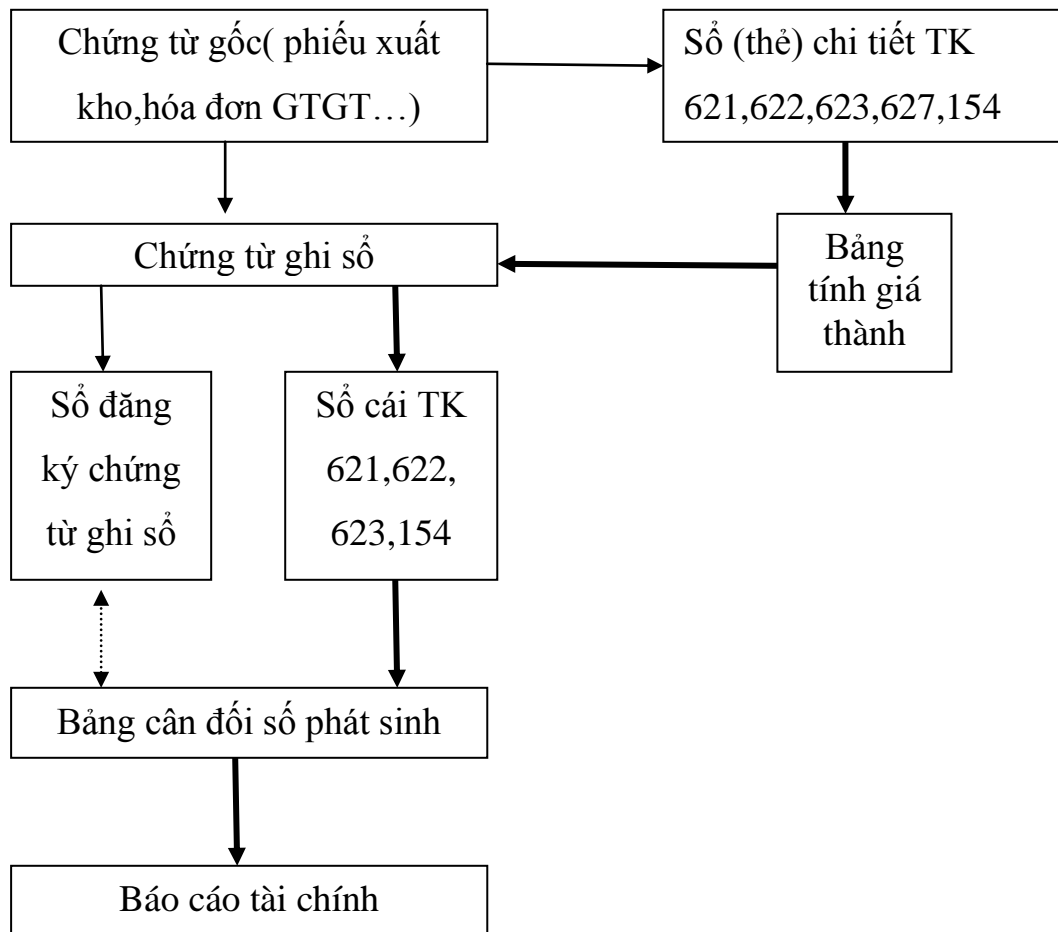 Chứng từ gốc( phiếu xuất
kho,hóa đơn GTGT…)
Sổ (thẻ) chi tiết TK
621,622,623,627,154
Chứng từ ghi sổ
Bảng
tính giá
thành
Sổ đăng
ký chứng
từ ghi sổ
Sổ cái TK
621,622,
623,154
Bảng cân đối số phát sinh
Báo cáo tài chính